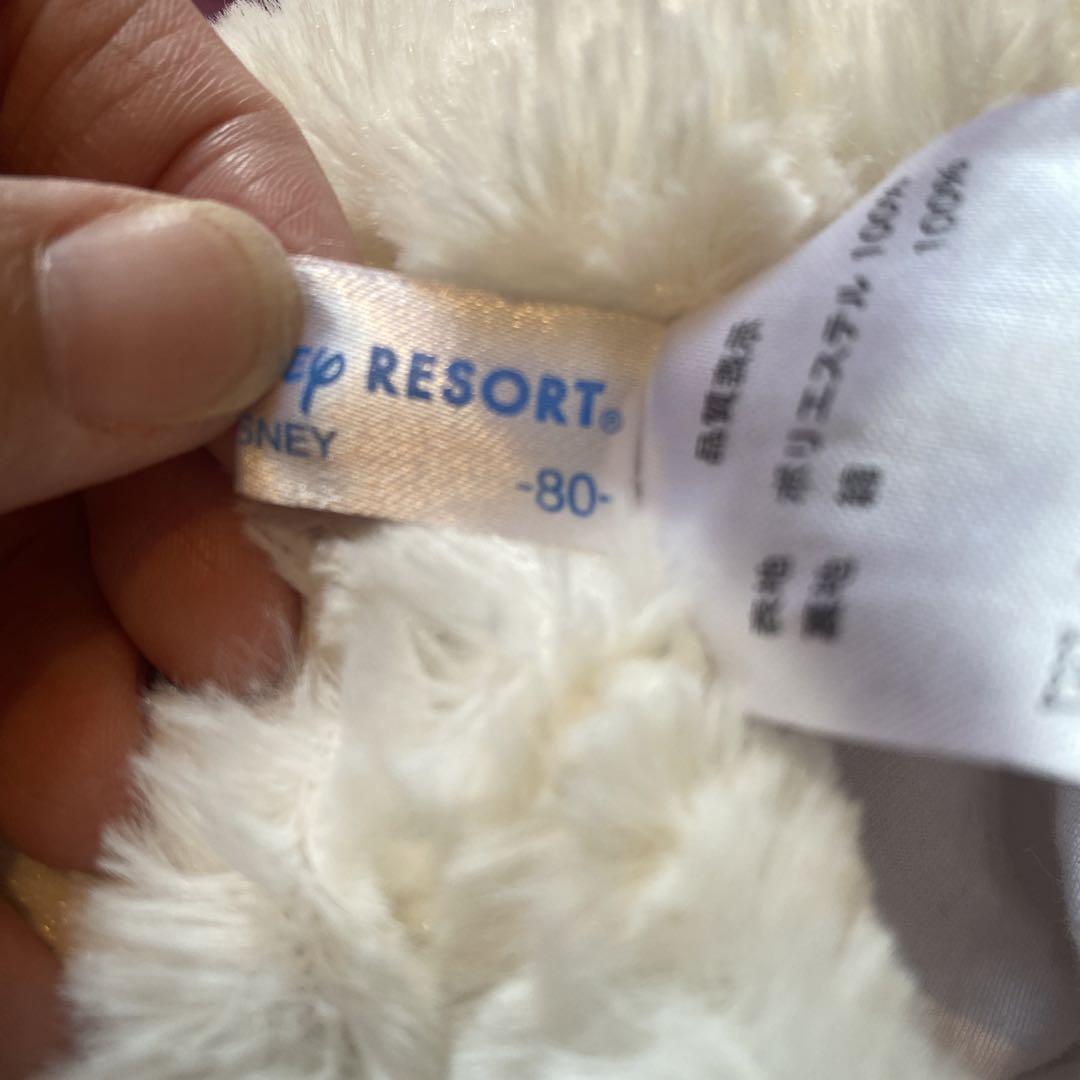 EY RESORT®
SNEY
-80-
品質表示
表地 ポリエステル 100%
裏地 綿 100%